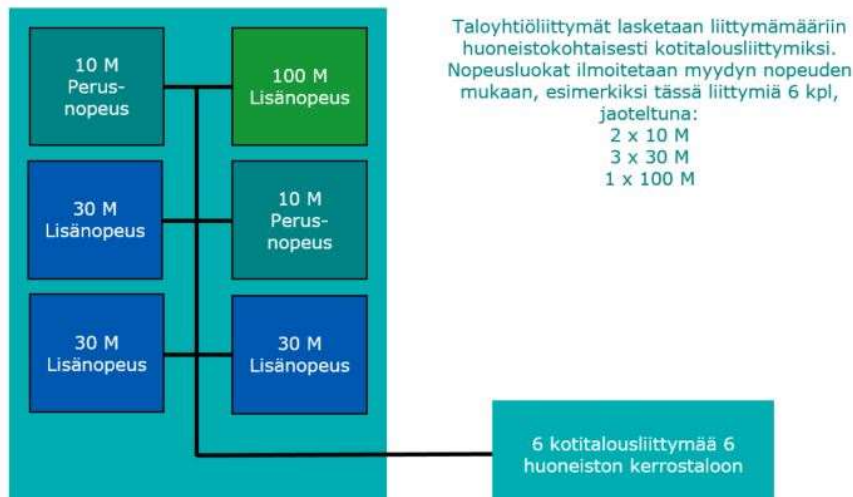 10 M
Perus-
nopeus
100 M
Lisänopeus
30 M
Lisänopeus
10 M
Perus-
nopeus
30 M
Lisänopeus
30 M
Lisänopeus
Taloyhtiöliittymät lasketaan liittymämääriin
huoneistokohtaisesti kotitalousliittymiksi.
Nopeusluokat ilmoitetaan myydyn nopeuden
mukaan, esimerkiksi tässä liittymiä 6 kpl,
jaoteltuna:
2 x 10 M
3 x 30 M
1 x 100 M
6 kotitalousliittymää 6
huoneiston kerrostaloon